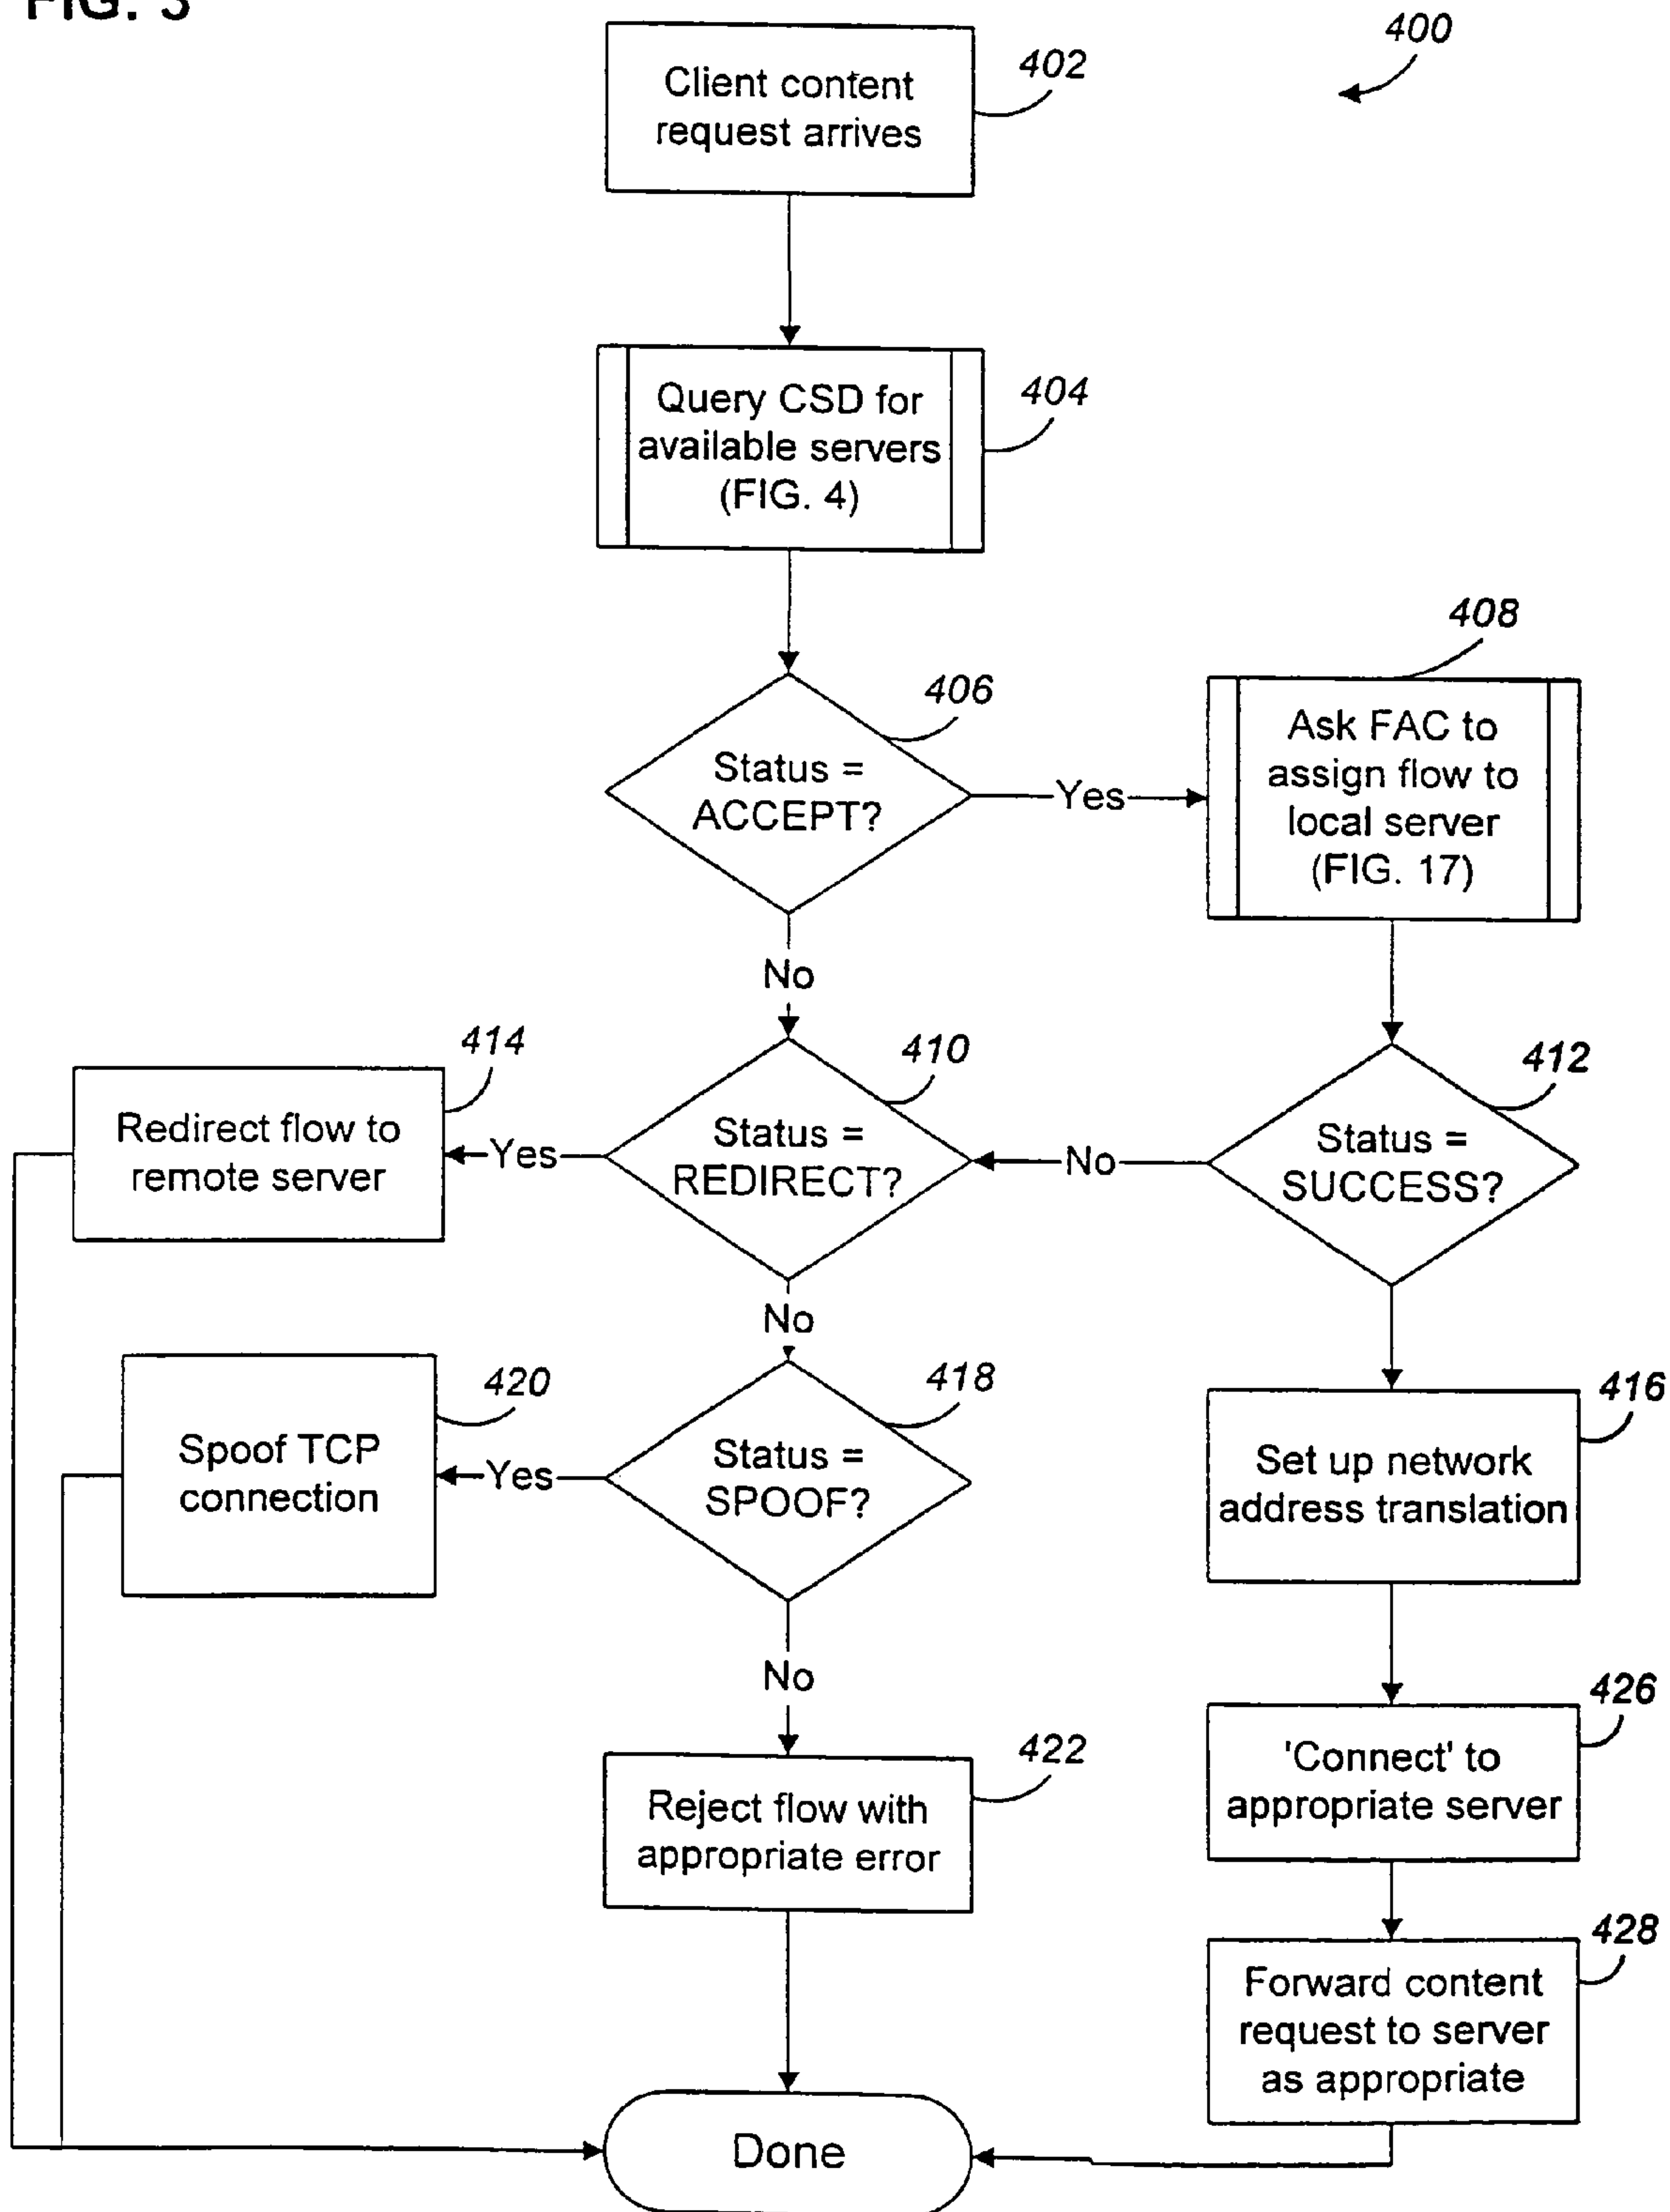 FIG. 3
400
Client content
request arrives
402
Query CSD for
available servers
(FIG. 4)
404
408
406
Status =
ACCEPT?
Yes
Ask FAC to
assign flow to
local server
(FIG. 17)
No
414
410
412
Redirect flow to
remote server
Yes
Status =
REDIRECT?
No
Status =
SUCCESS?
No
420
418
416
Spoof TCP
connection
Yes
Status =
SPOOF?
Set up network
address translation
No
426
422
Reject flow with
appropriate error
'Connect' to
appropriate server
428
Forward content
request to server
as appropriate
Done